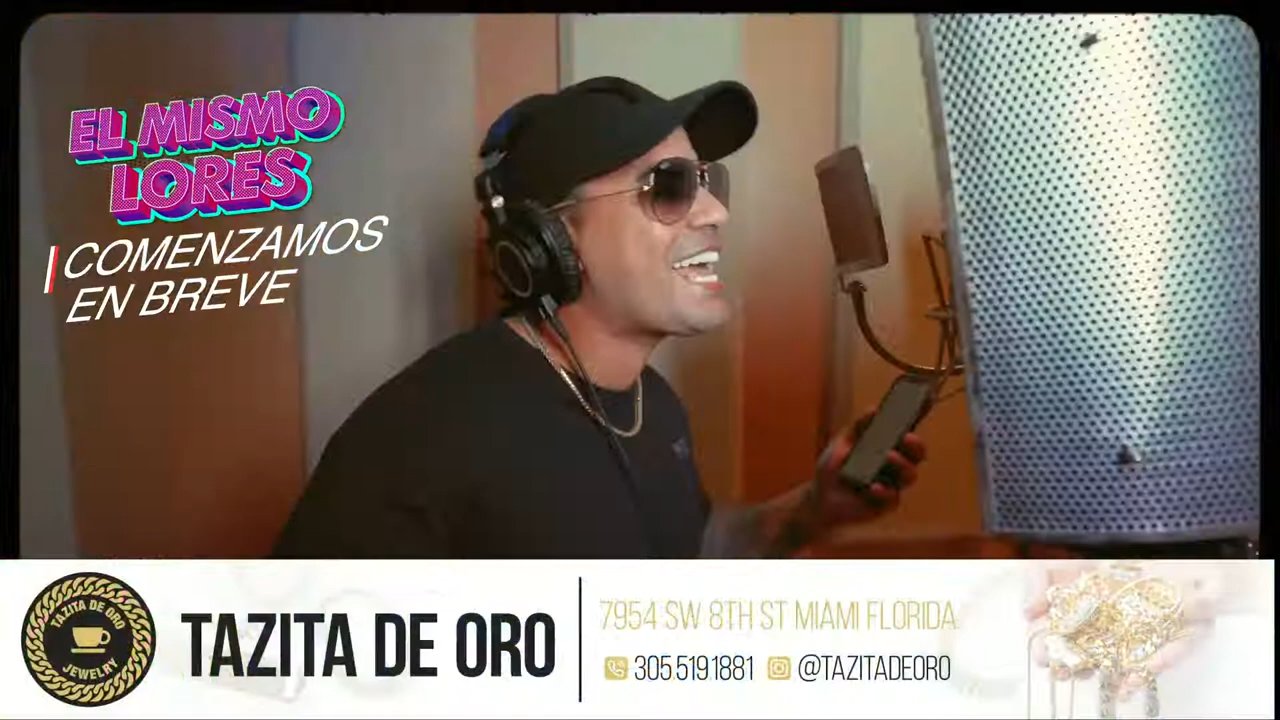 EL MISMO
LORES
COMENZAMOS
EN BREVE
TAZITA DE ORO
JEWELRY
TAZITA DE ORO
7954 SW 8TH ST MIAMI FLORIDA
305.519.1881 @TAZITADEORO